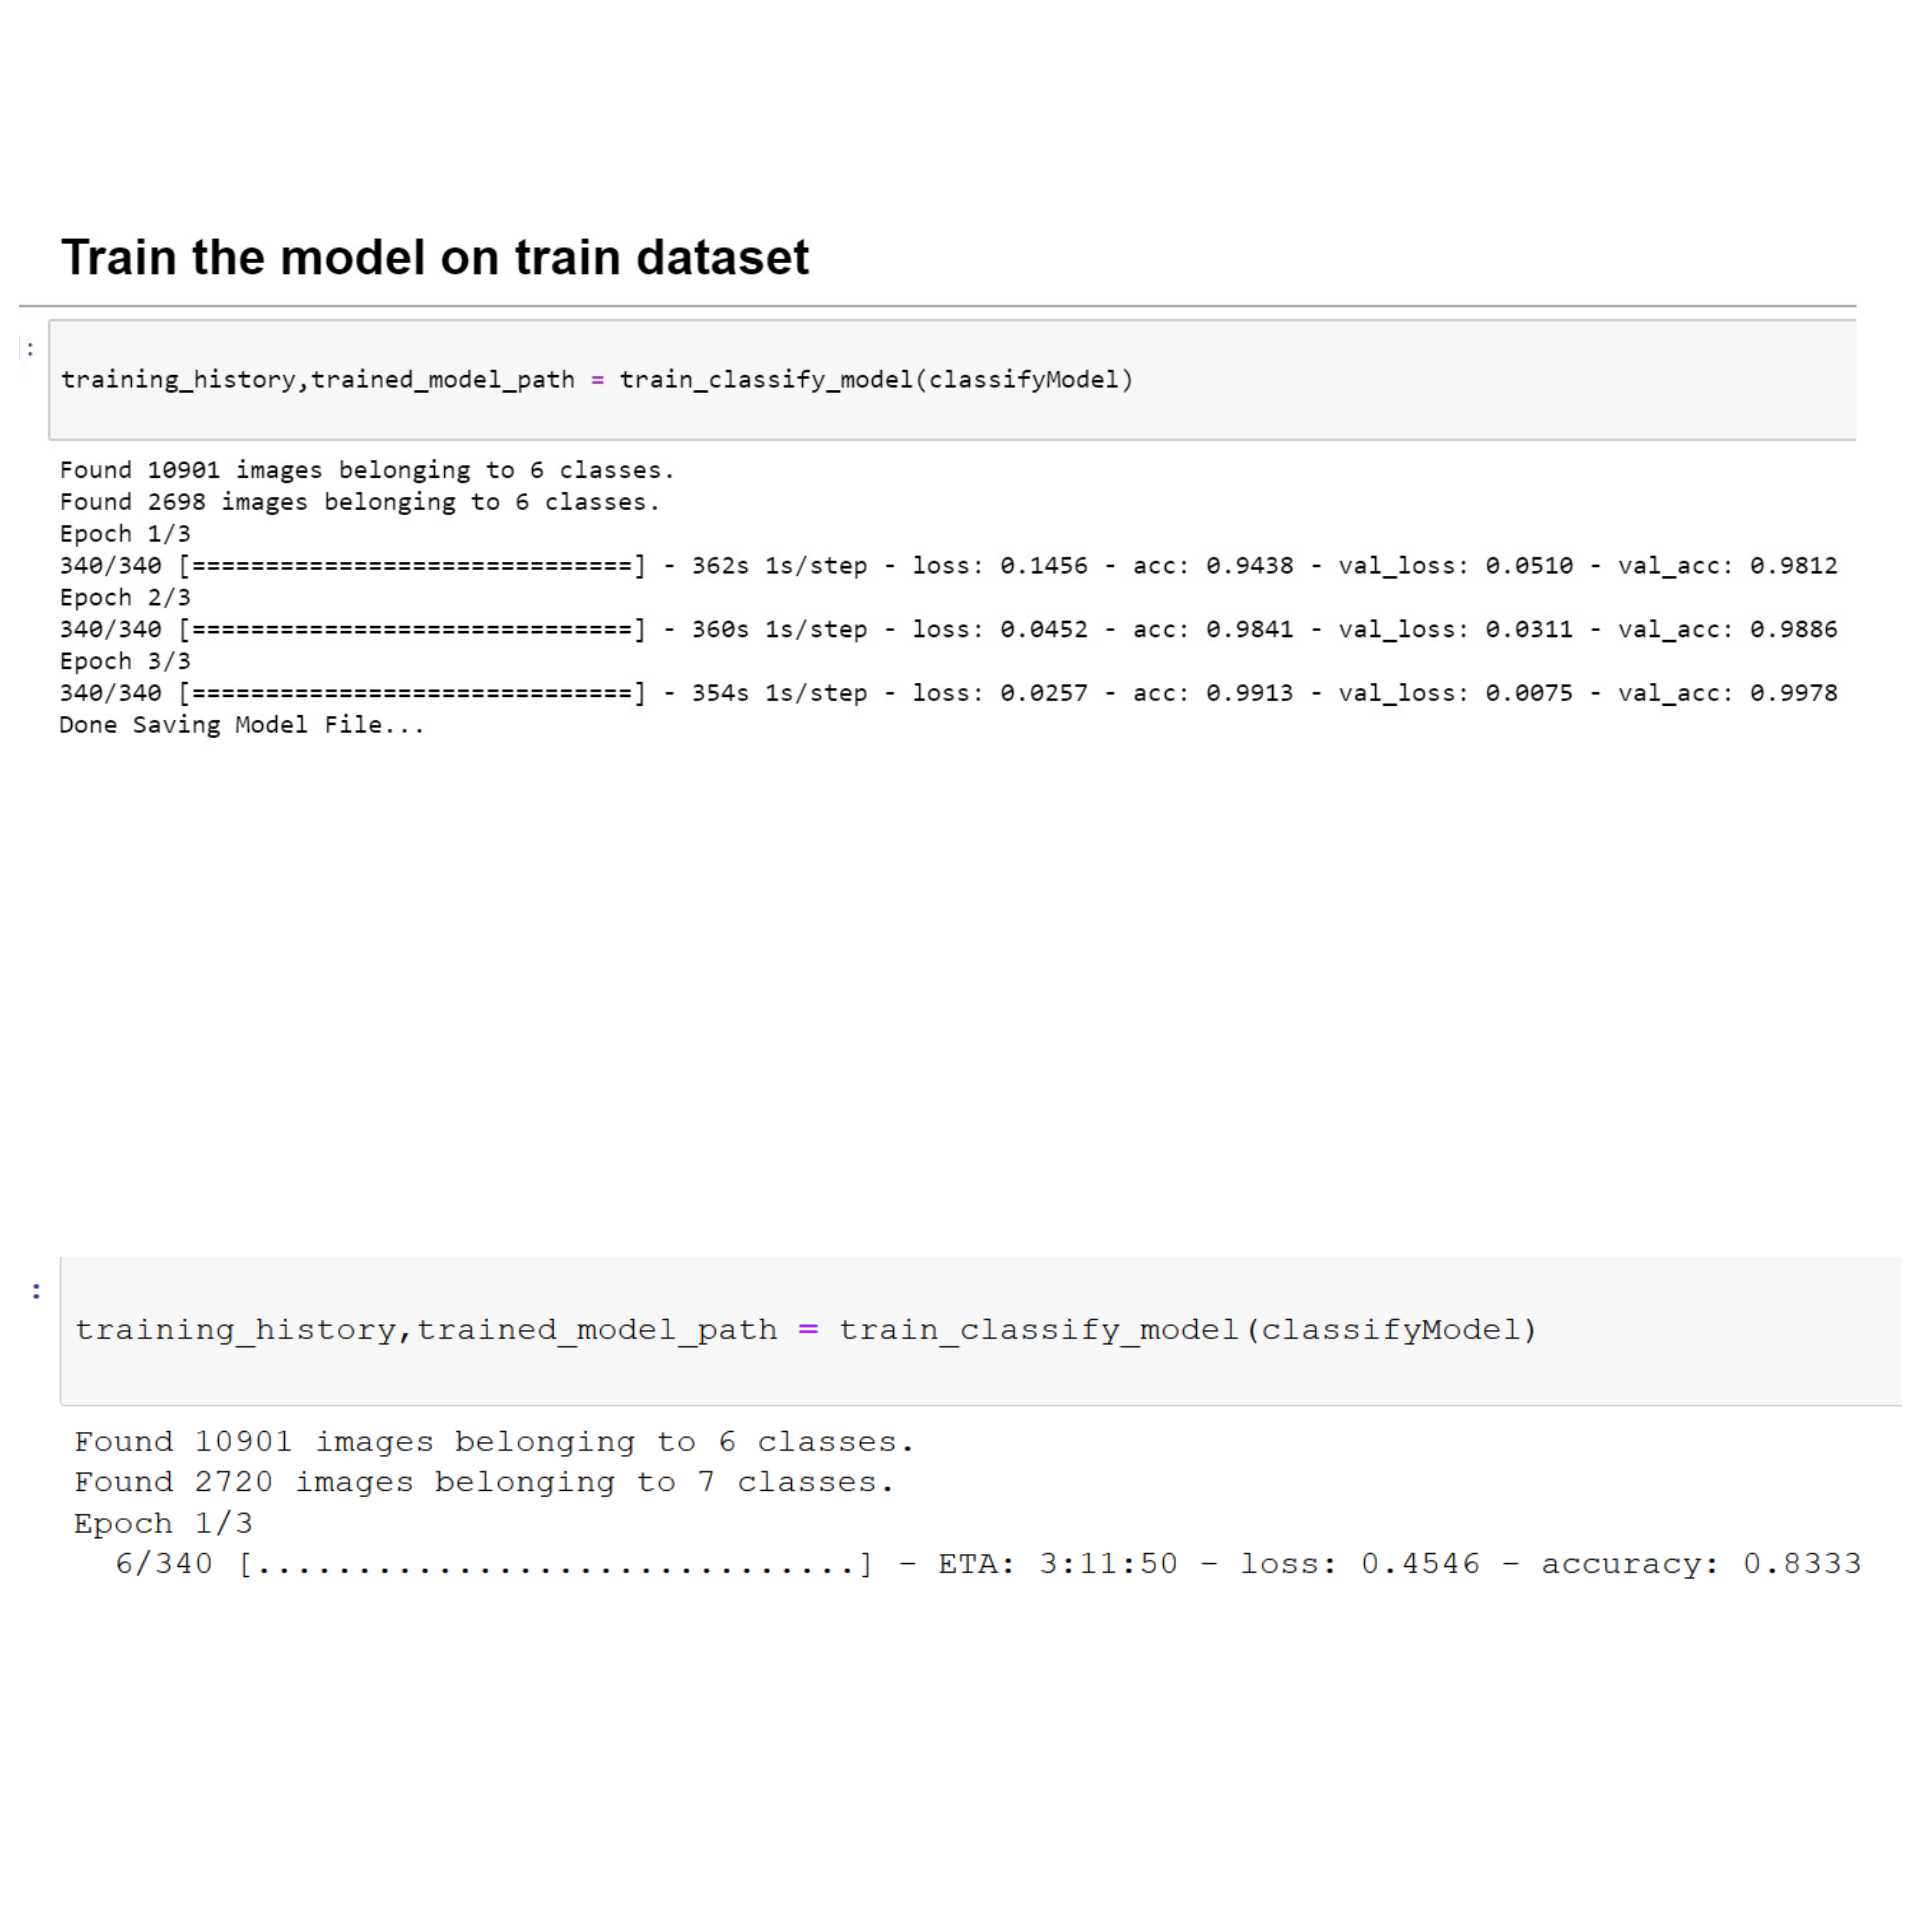 Train the model on train dataset
:
training_history,trained_model_path = train_classify_model(classifyModel)
Found 10901 images belonging to 6 classes.
Found 2698 images belonging to 6 classes.
Epoch 1/3
340/340 [==============================] - 362s 1s/step - loss: 0.1456 - acc: 0.9438 - val_loss: 0.0510 - val_acc: 0.9812
Epoch 2/3
340/340 [==============================] - 360s 1s/step - loss: 0.0452 - acc: 0.9841 - val_loss: 0.0311 - val_acc: 0.9886
Epoch 3/3
340/340 [==============================] - 354s 1s/step - loss: 0.0257 - acc: 0.9913 - val_loss: 0.0075 - val_acc: 0.9978
Done Saving Model File...
:
training_history,trained_model_path = train_classify_model(classifyModel)
Found 10901 images belonging to 6 classes.
Found 2720 images belonging to 7 classes.
Epoch 1/3
6/340 [..............................] - ETA: 3:11:50 - loss: 0.4546 - accuracy: 0.8333